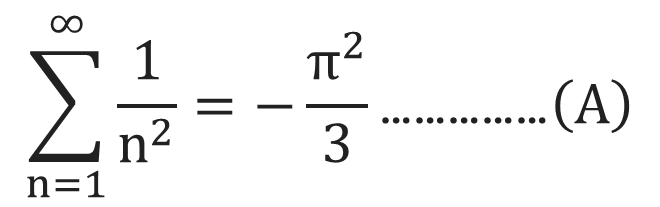 ∞
∑ 1/n² = − π²/3 ...............(A)
n=1